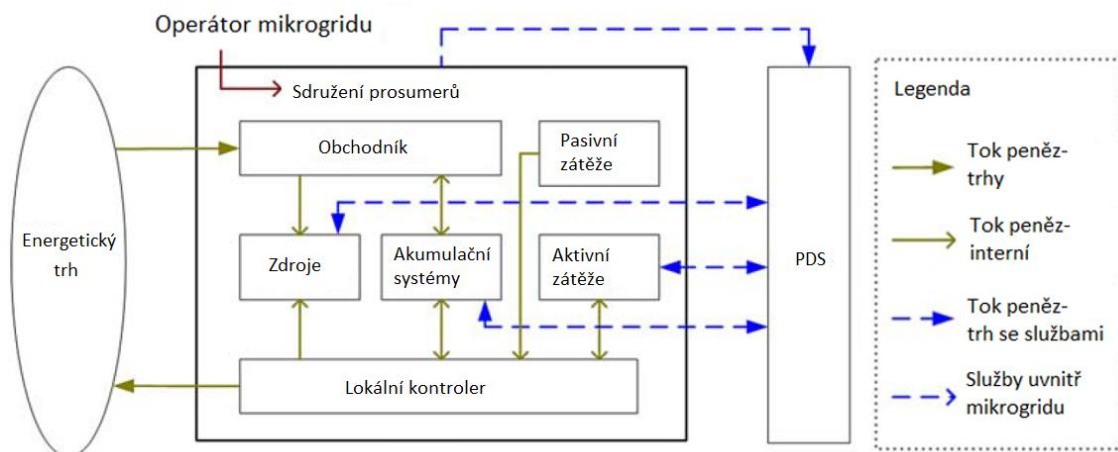 Operátor mikrogridu
Sdružení prosumerů
Obchodník
Pasivní
zátěže
Energetický
trh
Zdroje
Akumulační
systémy
Aktivní
zátěže
Lokální kontroler
PDS
Legenda
Tok peněz-
trhy
Tok peněz-
interní
Tok peněz-
trh se službami
Služby uvnitř
mikrogridu